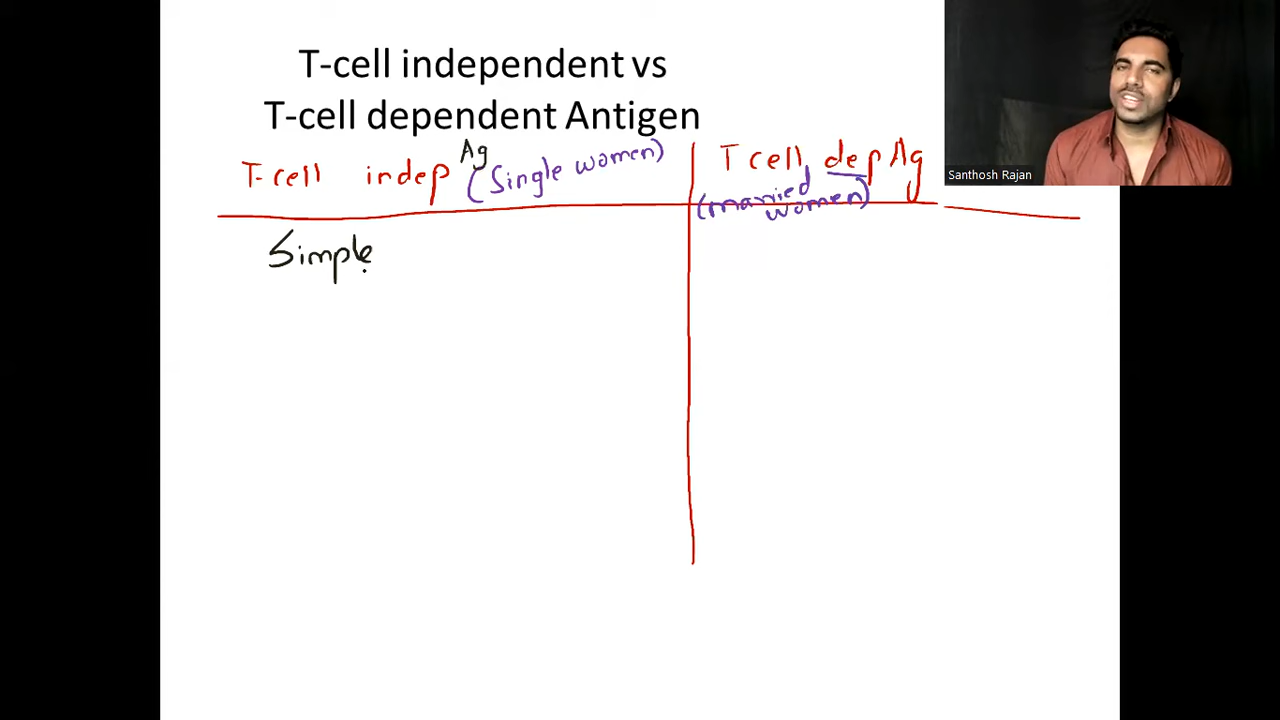 T-cell independent vs
T-cell dependent Antigen
T-cell indep Ag (Single women)
T cell dep Ag
(married
women)
Simple
Santhosh Rajan